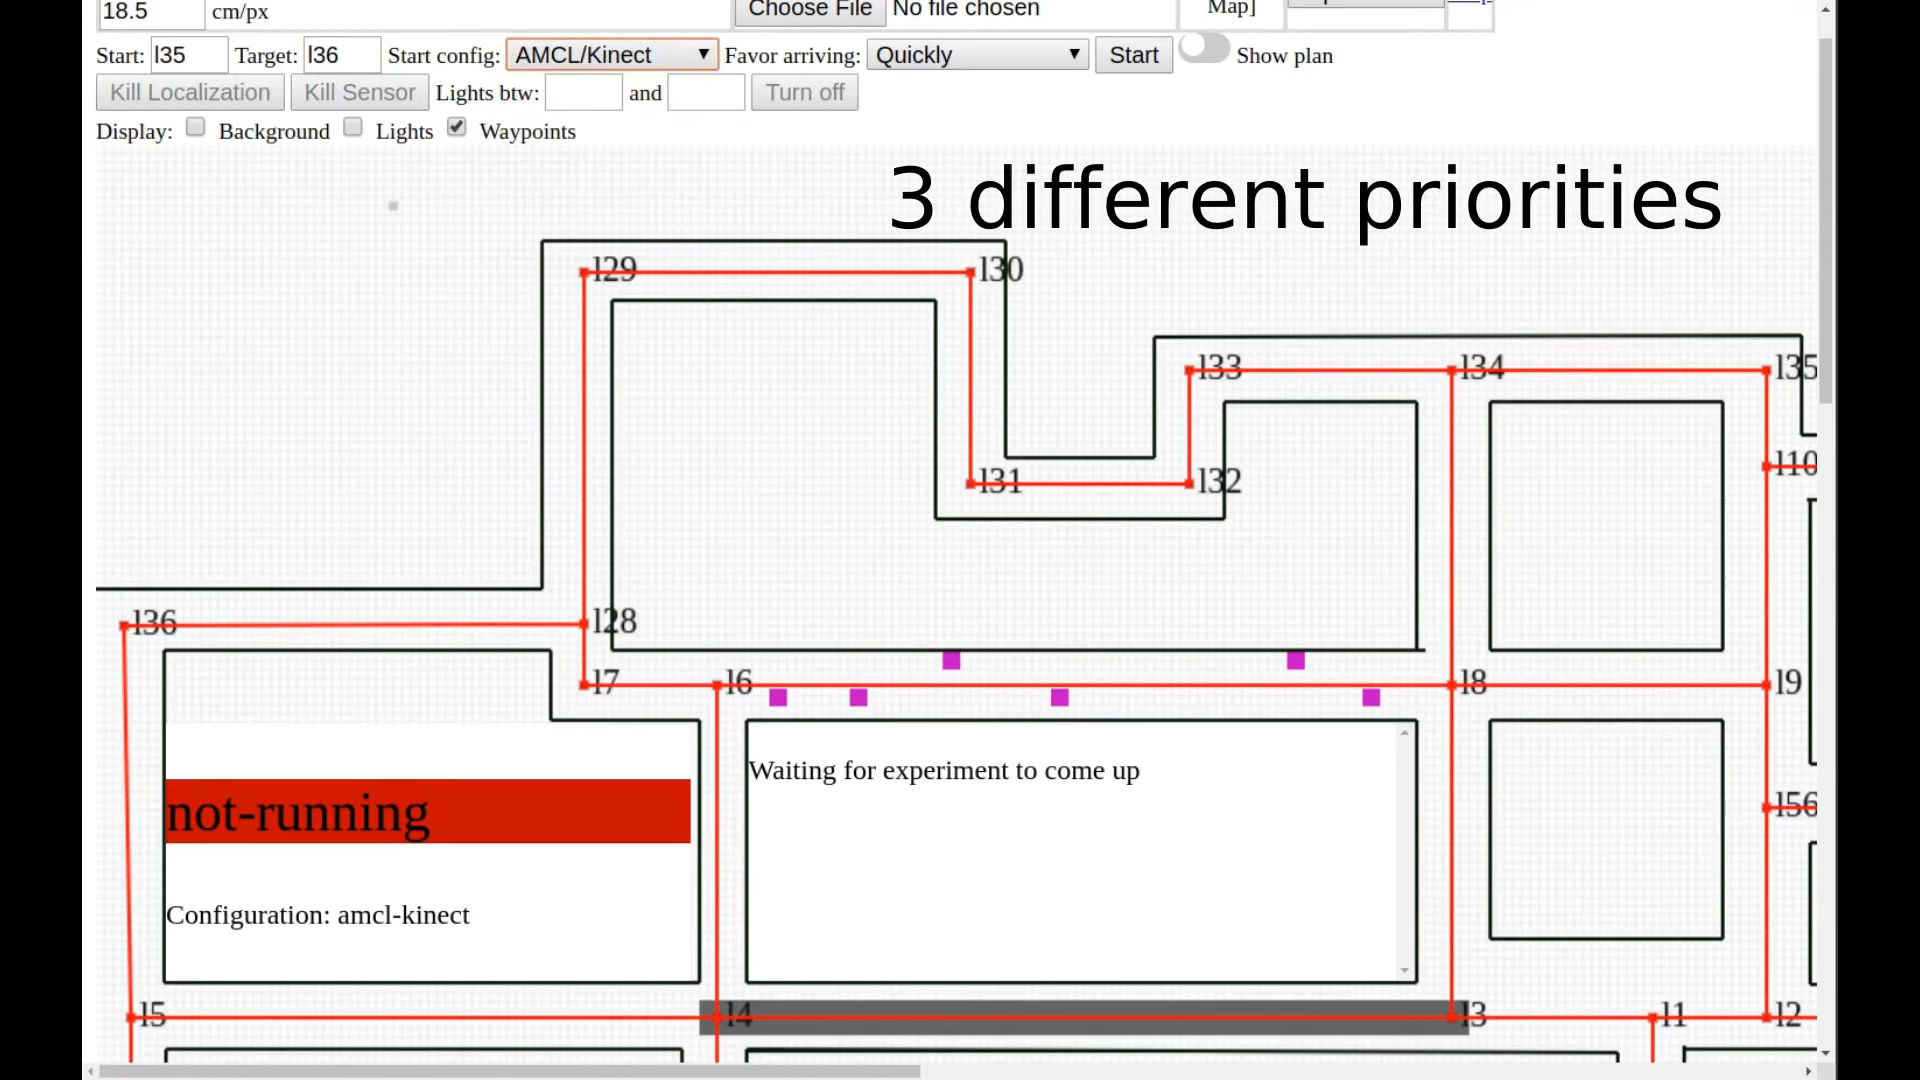 18.5 cm/px Choose File No file chosen Map]
Start: l35 Target: l36 Start config: AMCL/Kinect Favor arriving: Quickly Start Show plan
Kill Localization Kill Sensor Lights btw: and Turn off
Display: Background Lights Waypoints
3 different priorities
l29 l30
l33 l34 l35
l10
l31 l32
l36 l28
l7 l6 l8 l9
Waiting for experiment to come up
not-running
l56
Configuration: amcl-kinect
l5 l4 l3 l1 l2